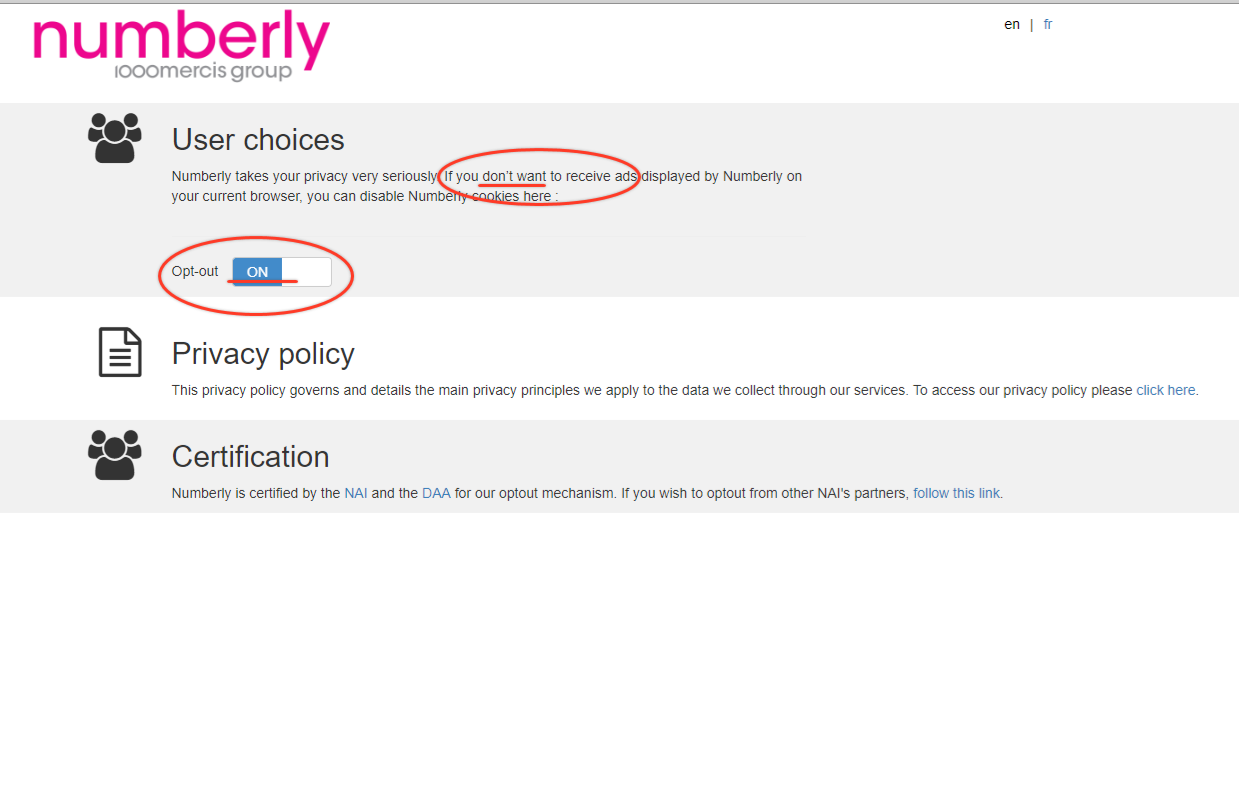 numberly
1000mercis group
en | fr
User choices
Numberly takes your privacy very seriously. If you don't want to receive ads displayed by Numberly on
your current browser, you can disable Numberly cookies here :
Opt-out ON
Privacy policy
This privacy policy governs and details the main privacy principles we apply to the data we collect through our services. To access our privacy policy please click here.
Certification
Numberly is certified by the NAI and the DAA for our optout mechanism. If you wish to optout from other NAI's partners, follow this link.